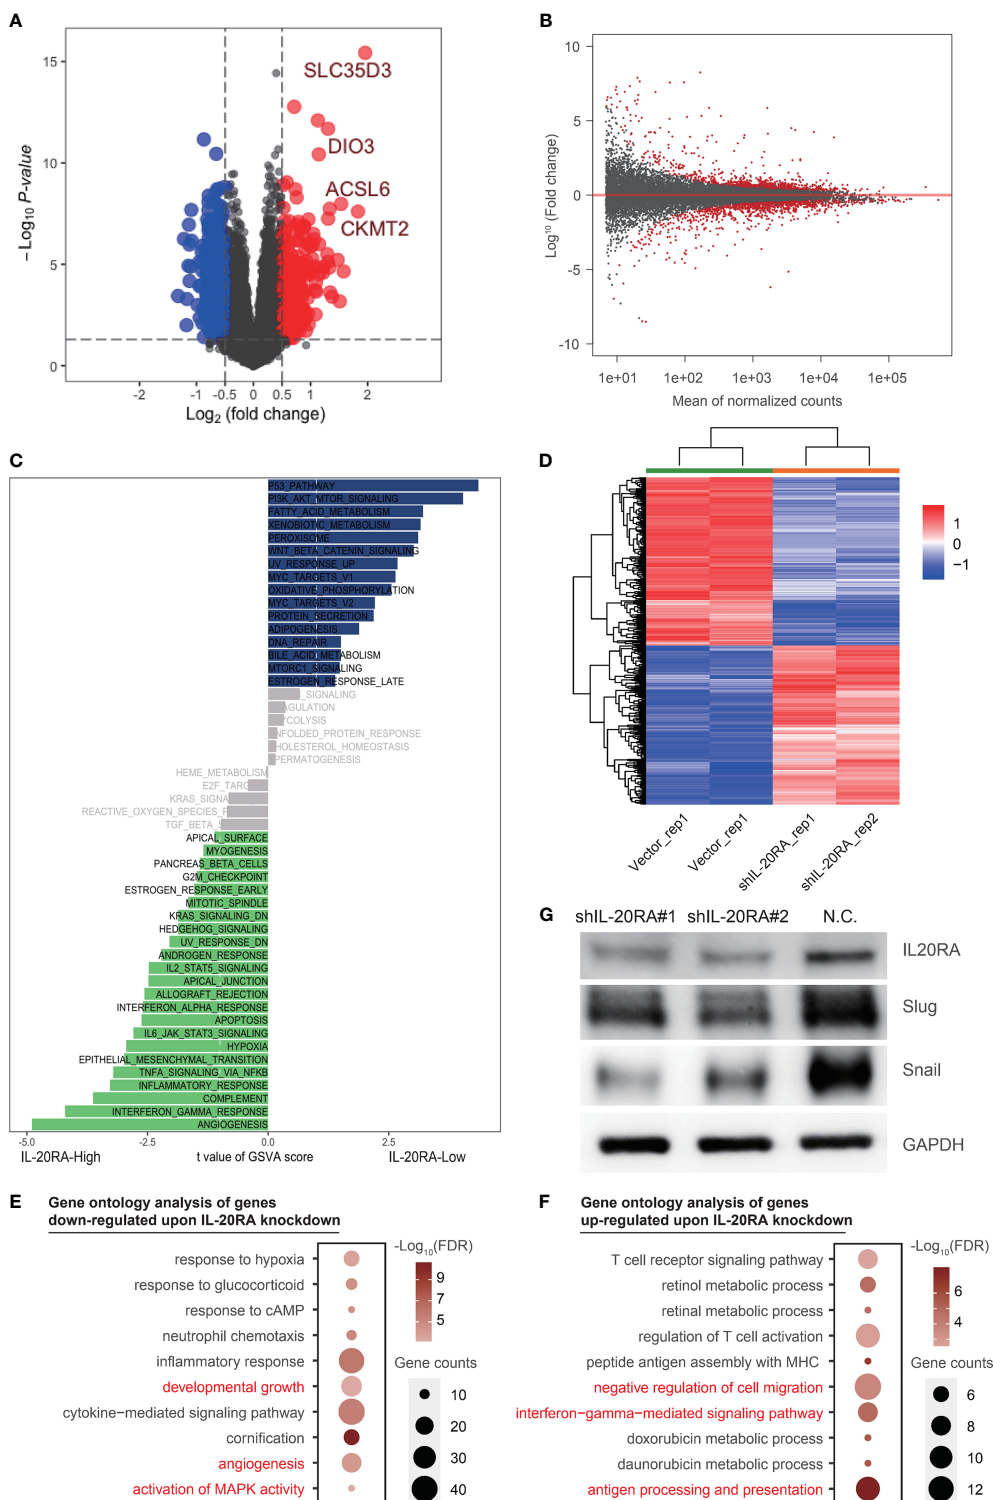 A
15
10
5
0
−Log10 P-value
SLC35D3
DIO3
ACSL6
CKMT2
-2
-1
-0.5
0
0.5
1
2
Log2 (fold change)
B
10
5
0
-5
-10
Log10 (Fold change)
1e+01
1e+02
1e+03
1e+04
1e+05
Mean of normalized counts
C
P53_PATHWAY
PI3K_AKT_MTOR_SIGNALING
FATTY_ACID_METABOLISM
XENOBIOTIC_METABOLISM
PEROXISOME
WNT_BETA_CATENIN_SIGNALING
UV_RESPONSE_UP
MYC_TARGETS_V1
OXIDATIVE_PHOSPHORYLATION
MYC_TARGETS_V2
PROTEIN_SECRETION
ADIPOGENESIS
DNA_REPAIR
BILE_ACID_METABOLISM
MTORC1_SIGNALING
ESTROGEN_RESPONSE_LATE
_SIGNALING
AGULATION
YCOLYSIS
NFOLDED_PROTEIN_RESPONSE
HOLESTEROL_HOMEOSTASIS
PERMATOGENESIS
HEME_METABOLISM
E2F_TARG
KRAS_SIGNA
REACTIVE_OXYGEN_SPECIES_P
TGF_BETA_S
APICAL_SURFACE
MYOGENESIS
PANCREAS_BETA_CELLS
G2M_CHECKPOINT
ESTROGEN_RESPONSE_EARLY
MITOTIC_SPINDLE
KRAS_SIGNALING_DN
HEDGEHOG_SIGNALING
UV_RESPONSE_DN
ANDROGEN_RESPONSE
IL2_STAT5_SIGNALING
APICAL_JUNCTION
ALLOGRAFT_REJECTION
INTERFERON_ALPHA_RESPONSE
APOPTOSIS
IL6_JAK_STAT3_SIGNALING
HYPOXIA
EPITHELIAL_MESENCHYMAL_TRANSITION
TNFA_SIGNALING_VIA_NFKB
INFLAMMATORY_RESPONSE
COMPLEMENT
INTERFERON_GAMMA_RESPONSE
ANGIOGENESIS
-5.0
-2.5
0.0
2.5
IL-20RA-High
t value of GSVA score
IL-20RA-Low
D
1
0
−1
Vector_rep1
Vector_rep1
shIL-20RA_rep1
shIL-20RA_rep2
G
shIL-20RA#1
shIL-20RA#2
N.C.
IL20RA
Slug
Snail
GAPDH
E
Gene ontology analysis of genes
down-regulated upon IL-20RA knockdown
response to hypoxia
response to glucocorticoid
response to cAMP
neutrophil chemotaxis
inflammatory response
developmental growth
cytokine−mediated signaling pathway
cornification
angiogenesis
activation of MAPK activity
-Log10(FDR)
9
7
5
Gene counts
10
20
30
40
F
Gene ontology analysis of genes
up-regulated upon IL-20RA knockdown
T cell receptor signaling pathway
retinol metabolic process
retinal metabolic process
regulation of T cell activation
peptide antigen assembly with MHC
negative regulation of cell migration
interferon−gamma−mediated signaling pathway
doxorubicin metabolic process
daunorubicin metabolic process
antigen processing and presentation
-Log10(FDR)
6
4
Gene counts
6
8
10
12